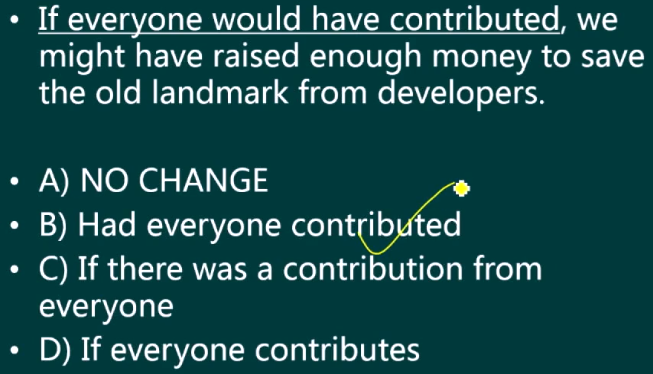 • If everyone would have contributed, we
might have raised enough money to save
the old landmark from developers.
• A) NO CHANGE
• B) Had everyone contributed
• C) If there was a contribution from
everyone
• D) If everyone contributes